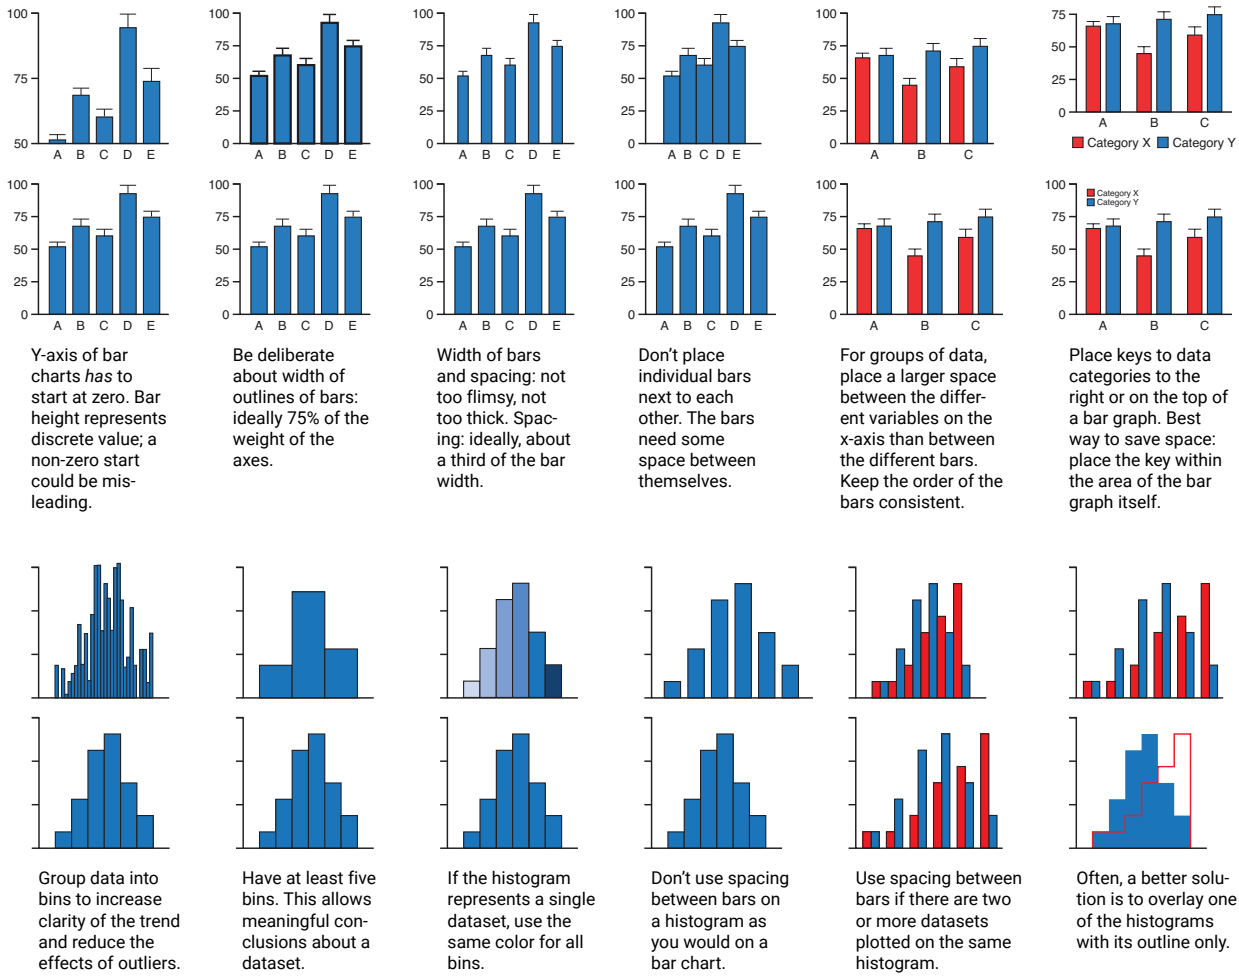 100
75
50
A B C D E
100
75
50
25
0
A B C D E
100
75
50
25
0
A B C D E
100
75
50
25
0
A B C D E
100
75
50
25
0
A B C
75
50
25
0
A B C
Category X Category Y
100
75
50
25
0
A B C D E
100
75
50
25
0
A B C D E
100
75
50
25
0
A B C D E
100
75
50
25
0
A B C D E
100
75
50
25
0
A B C
100
75
50
25
0
Category X
Category Y
A B C
Y-axis of bar
charts has to
start at zero. Bar
height represents
discrete value; a
non-zero start
could be mis-
leading.
Be deliberate
about width of
outlines of bars:
ideally 75% of the
weight of the
axes.
Width of bars
and spacing: not
too flimsy, not
too thick. Spac-
ing: ideally, about
a third of the bar
width.
Don't place
individual bars
next to each
other. The bars
need some
space between
themselves.
For groups of data,
place a larger space
between the differ-
ent variables on the
x-axis than between
the different bars.
Keep the order of the
bars consistent.
Place keys to data
categories to the
right or on the top of
a bar graph. Best
way to save space:
place the key within
the area of the bar
graph itself.
Group data into
bins to increase
clarity of the trend
and reduce the
effects of outliers.
Have at least five
bins. This allows
meaningful con-
clusions about a
dataset.
If the histogram
represents a single
dataset, use the
same color for all
bins.
Don't use spacing
between bars on
a histogram as
you would on a
bar chart.
Use spacing between
bars if there are two
or more datasets
plotted on the same
histogram.
Often, a better solu-
tion is to overlay one
of the histograms
with its outline only.